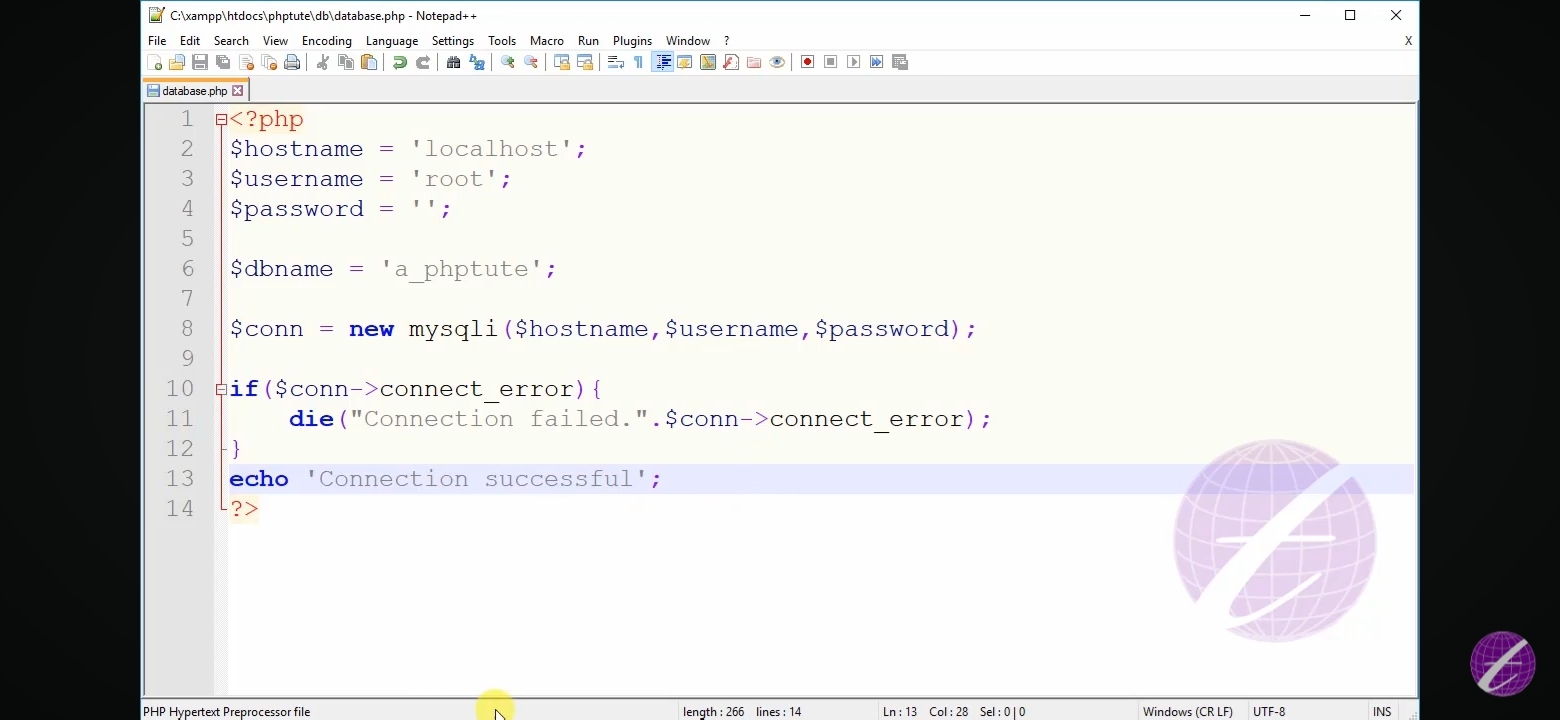 C:\xampp\htdocs\phptute\db\database.php - Notepad++
File Edit Search View Encoding Language Settings Tools Macro Run Plugins Window ? X
database.php
1 <?php
2 $hostname = 'localhost';
3 $username = 'root';
4 $password = '';
5
6 $dbname = 'a_phptute';
7
8 $conn = new mysqli($hostname,$username,$password);
9
10 if($conn->connect_error){
11 die("Connection failed.".$conn->connect_error);
12 }
13 echo 'Connection successful';
14 ?>
PHP Hypertext Preprocessor file length : 266 lines : 14 Ln : 13 Col : 28 Sel : 0 | 0 Windows (CR LF) UTF-8 INS